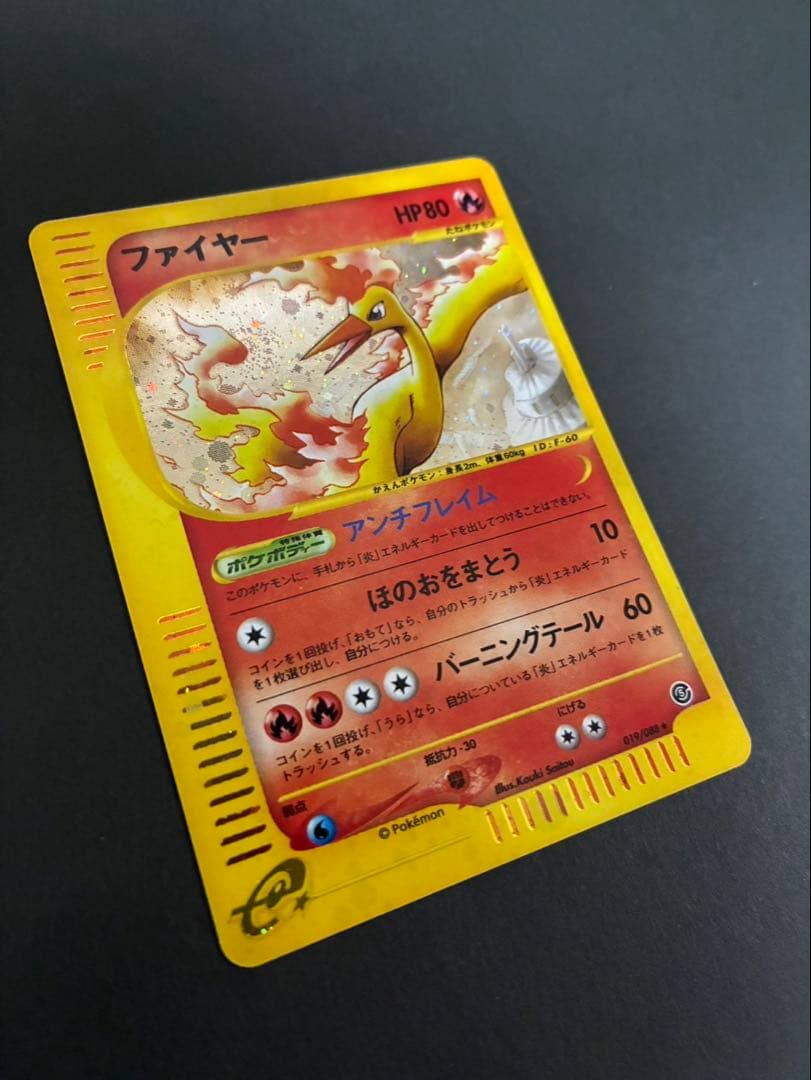 ファイヤー
HP80
たねポケモン
かえんポケモン：身長2m、体重60kg ID：F-60
特殊体質
ポケボディー
アンチフレイム
このポケモンに、手札から「炎」エネルギーカードを出してつけることはできない。
ほのおをまとう 10
コインを1回投げ、「おもて」なら、自分のトラッシュから「炎」エネルギーカード
を1枚選び出し、自分につける。
バーニングテール 60
コインを1回投げ、「うら」なら、自分についている「炎」エネルギーカードを1枚
トラッシュする。
弱点
抵抗力-30
にげる
Illus.Kouki Saitou
019/088★
©Pokémon